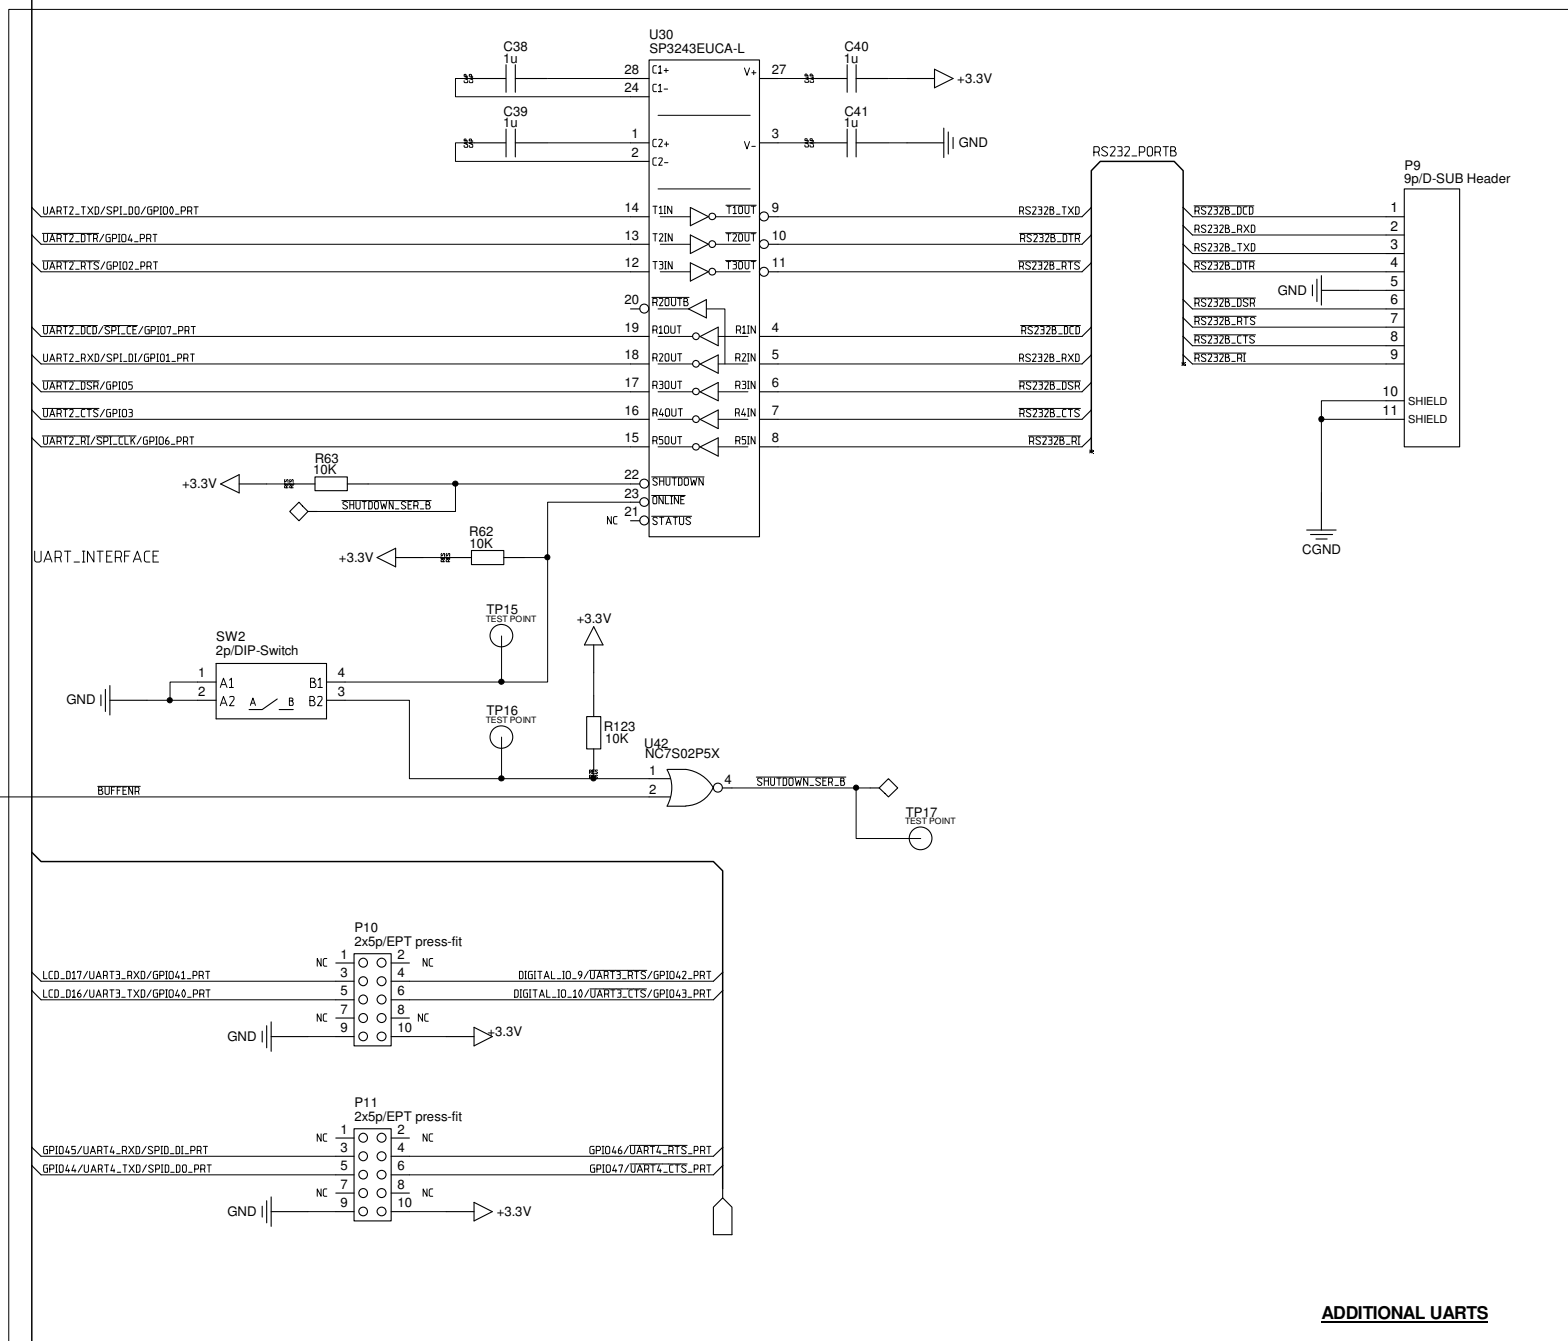 U30
SP3243EUCA-L
C38
1u
28
C1+
24
C1-
C39
1u
1
C2+
2
C2-
V+
27
C40
1u
+3.3V
V-
3
C41
1u
GND
RS232_PORTB
P9
9p/D-SUB Header
UART2_TXD/SPI_DO/GPIO0_PRT
14
T1IN
T1OUT
9
RS232B_TXD
UART2_DTR/GPIO4_PRT
13
T2IN
T2OUT
10
RS232B_DTR
UART2_RTS/GPIO2_PRT
12
T3IN
T3OUT
11
RS232B_RTS
20
R2OUTB
UART2_DCD/SPI_CE/GPIO7_PRT
19
R1OUT
R1IN
4
RS232B_DCD
UART2_RXD/SPI_DI/GPIO1_PRT
18
R2OUT
R2IN
5
RS232B_RXD
UART2_DSR/GPIO5
17
R3OUT
R3IN
6
RS232B_DSR
UART2_CTS/GPIO3
16
R4OUT
R4IN
7
RS232B_CTS
UART2_RI/SPI_CLK/GPIO6_PRT
15
R5OUT
R5IN
8
RS232B_RI
RS232B_DCD
1
RS232B_RXD
2
RS232B_TXD
3
RS232B_DTR
4
GND
5
RS232B_DSR
6
RS232B_RTS
7
RS232B_CTS
8
RS232B_RI
9
10
SHIELD
11
SHIELD
CGND
+3.3V
R63
10K
22
SHUTDOWN
SHUTDOWN_SER_B
23
ONLINE
NC
21
STATUS
UART_INTERFACE
+3.3V
R62
10K
TP15
TEST POINT
+3.3V
SW2
2p/DIP-Switch
GND
1
A1
2
A2
A
B
B1
4
B2
3
TP16
TEST POINT
R123
10K
U42
NC7S02P5X
1
2
4
BUFFENR
SHUTDOWN_SER_B
TP17
TEST POINT
P10
2x5p/EPT press-fit
NC
1
2
NC
LCD_D17/UART3_RXD/GPIO41_PRT
3
4
DIGITAL_IO_9/UART3_RTS/GPIO42_PRT
LCD_D16/UART3_TXD/GPIO40_PRT
5
6
DIGITAL_IO_10/UART3_CTS/GPIO43_PRT
NC
7
8
NC
GND
9
10
+3.3V
P11
2x5p/EPT press-fit
NC
1
2
NC
GPIO45/UART4_RXD/SPID_DI_PRT
3
4
GPIO46/UART4_RTS_PRT
GPIO44/UART4_TXD/SPID_DO_PRT
5
6
GPIO47/UART4_CTS_PRT
NC
7
8
NC
GND
9
10
+3.3V
ADDITIONAL UARTS